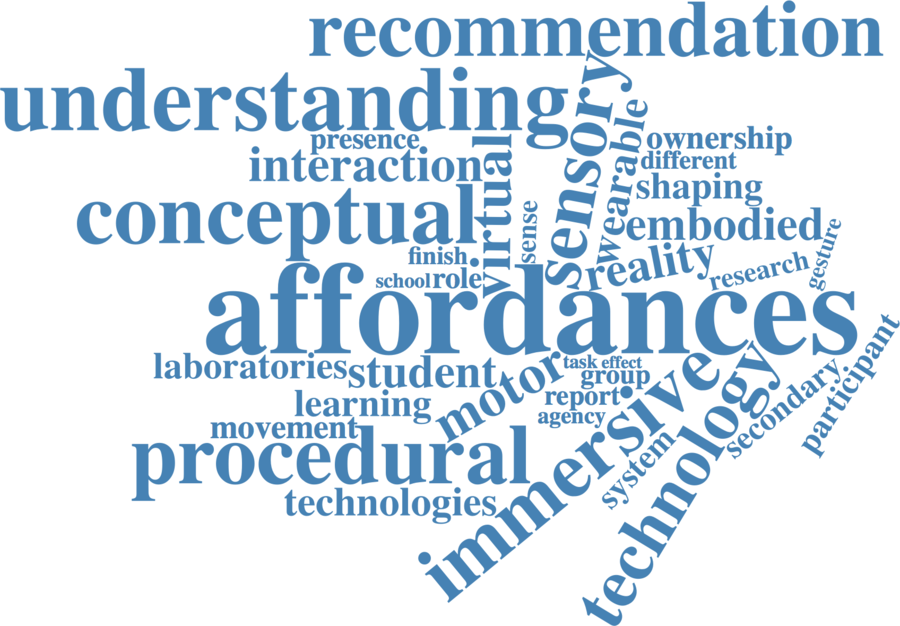 recommendation
understanding
sensory
wearable
presence
ownership
virtual
interaction
different
shaping
conceptual
sense
embodied
gesture
finish
reality
research
school
role
affordances
participant
laboratories
student
motor
task
effect
group
immersive
technology
secondary
learning
report
agency
movement
procedural
system
technologies